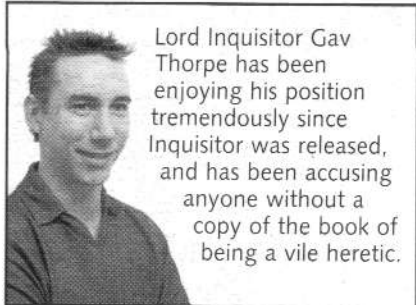 Lord Inquisitor Gav
Thorpe has been
enjoying his position
tremendously since
Inquisitor was released,
and has been accusing
anyone without a
copy of the book of
being a vile heretic.